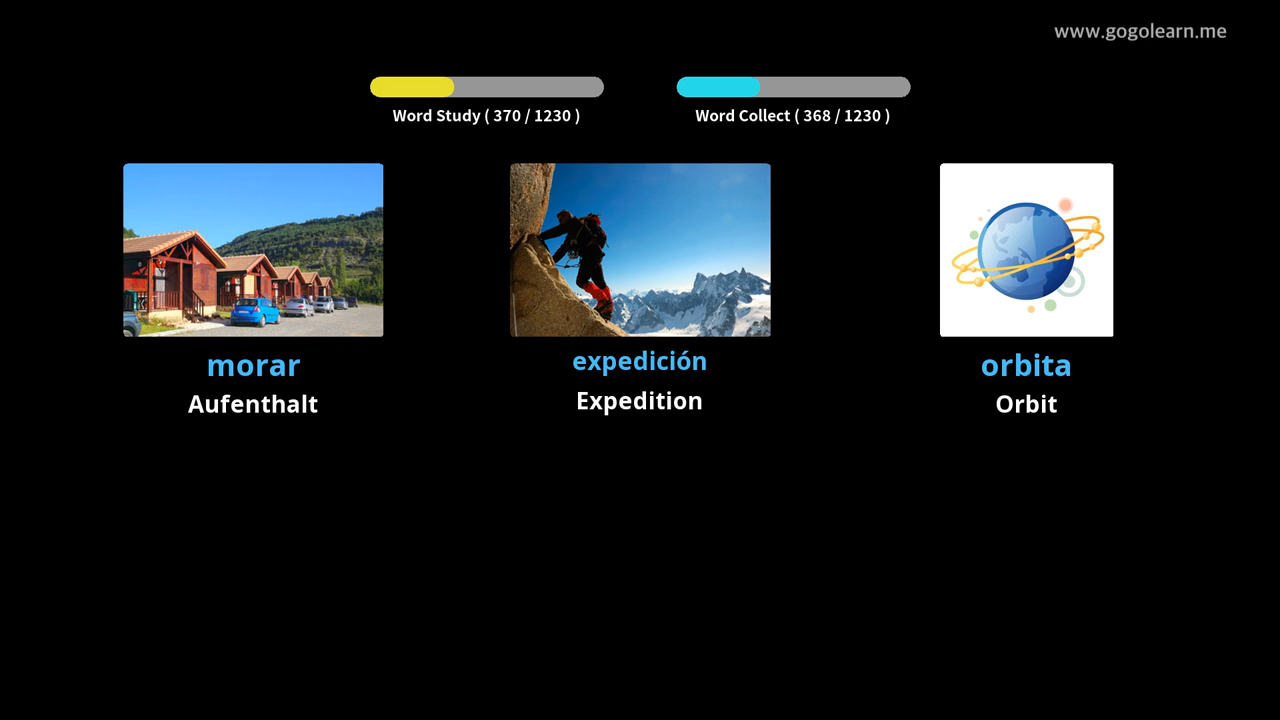 www.gogolearn.me
Word Study ( 370 / 1230 )
Word Collect ( 368 / 1230 )
morar
Aufenthalt
expedición
Expedition
orbita
Orbit